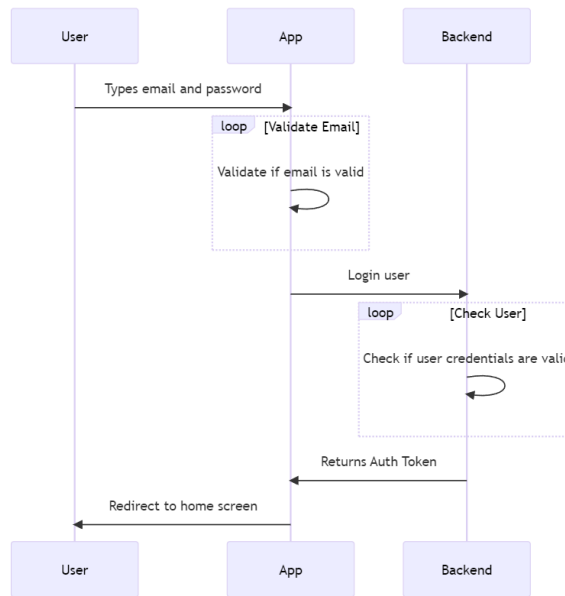 User App Backend
Types email and password
loop [Validate Email]
Validate if email is valid
Login user
loop [Check User]
Check if user credentials are vali
Returns Auth Token
Redirect to home screen
User App Backend